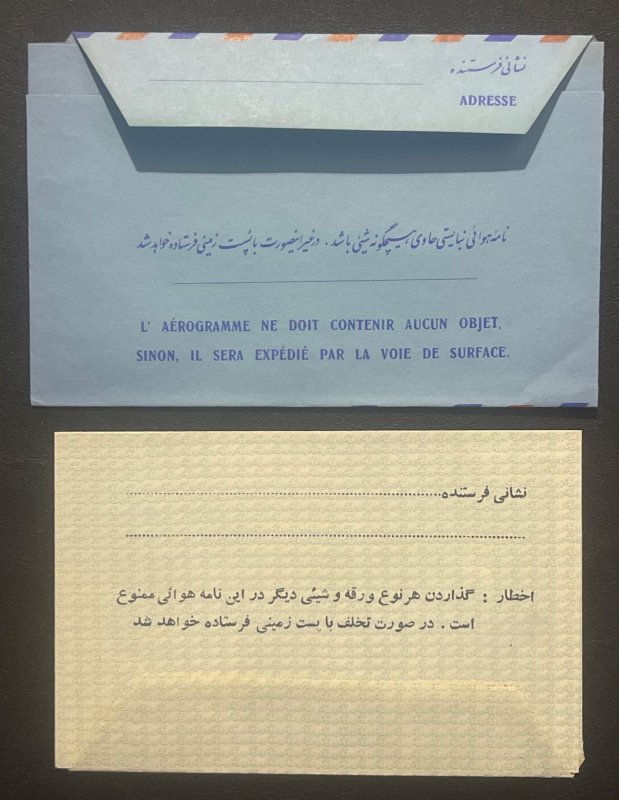 نشانی فرستنده
ADRESSE
نامه هوائی نبایستی حاوی هیچگونه شیئی باشد . در غیر اینصورت با پست زمینی فرستاده خواهد شد
L' AÉROGRAMME NE DOIT CONTENIR AUCUN OBJET,
SINON, IL SERA EXPÉDIÉ PAR LA VOIE DE SURFACE.
نشانی فرستنده
اخطار : گذاردن هر نوع ورقه و شیئی دیگر در این نامه هوائی ممنوع
است . در صورت تخلف با پست زمینی فرستاده خواهد شد